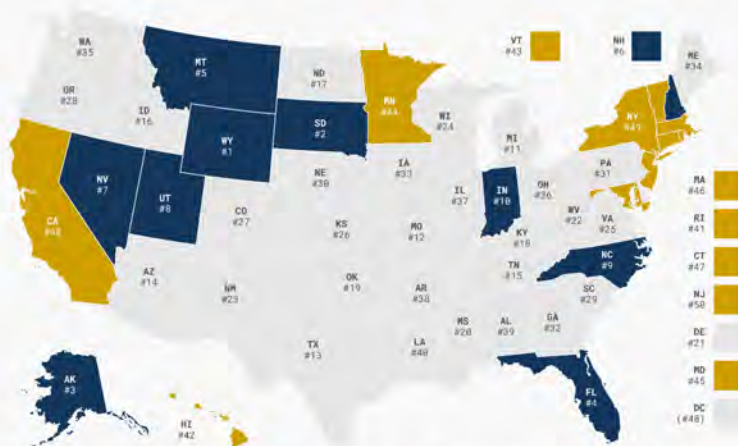 WA
#35
OR
#28
CA
#48
NV
#7
ID
#16
MT
#5
WY
#1
UT
#8
AZ
#14
CO
#27
NM
#23
ND
#17
SD
#2
NE
#30
KS
#26
OK
#19
TX
#13
MN
#44
IA
#33
MO
#12
AR
#38
LA
#40
WI
#24
IL
#37
MI
#11
IN
#10
OH
#36
KY
#18
TN
#15
MS
#20
AL
#39
GA
#32
FL
#4
SC
#29
NC
#9
VA
#25
WV
#22
PA
#31
NY
#49
VT
#43
NH
#6
ME
#34
MA
#46
RI
#41
CT
#47
NJ
#50
DE
#21
MD
#45
DC
(#48)
AK
#3
HI
#42